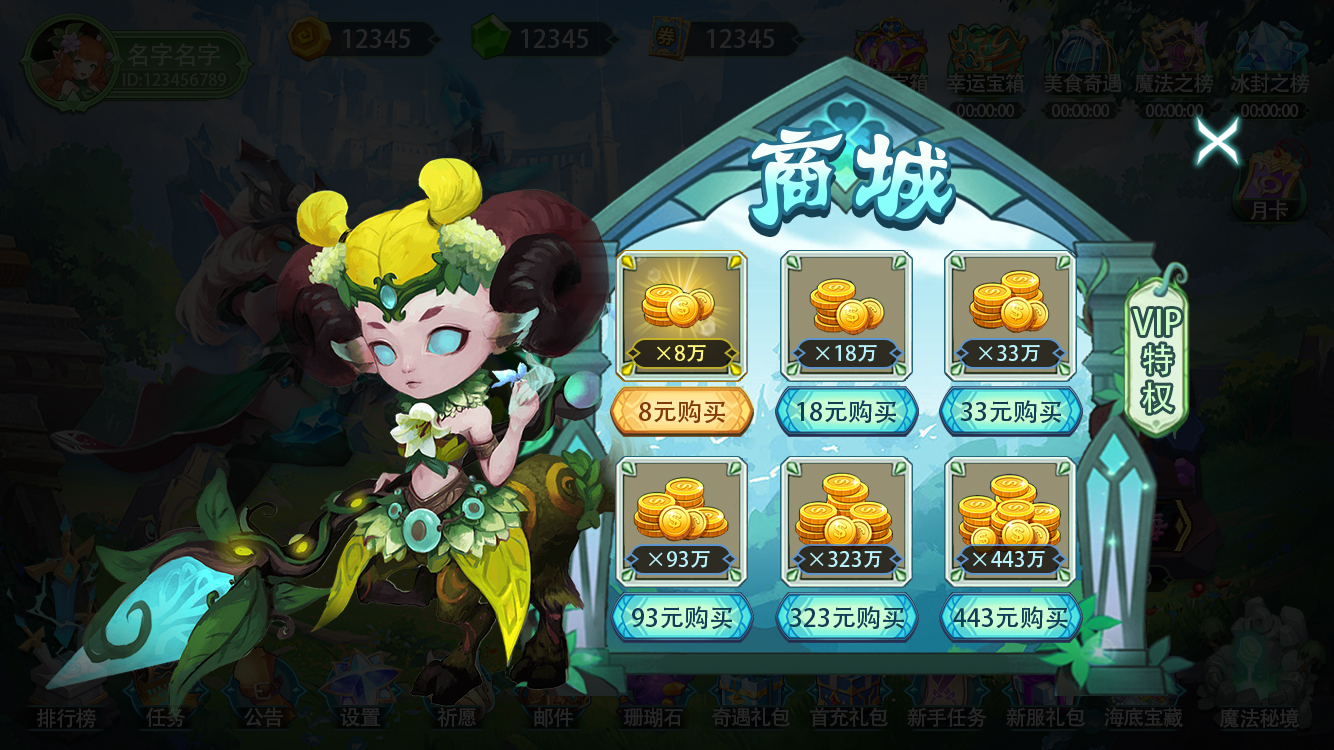 名字名字
ID:123456789
12345
12345
券
12345
宝箱
幸运宝箱
00:00:00
美食奇遇
00:00:00
魔法之榜
00:00:00
冰封之榜
00:00:00
月卡
商城
×8万
×18万
×33万
8元购买
18元购买
33元购买
×93万
×323万
×443万
93元购买
323元购买
443元购买
VIP
特
权
排行榜
任务
公告
设置
祈愿
邮件
珊瑚石
奇遇礼包
首充礼包
新手任务
新服礼包
海底宝藏
魔法秘境